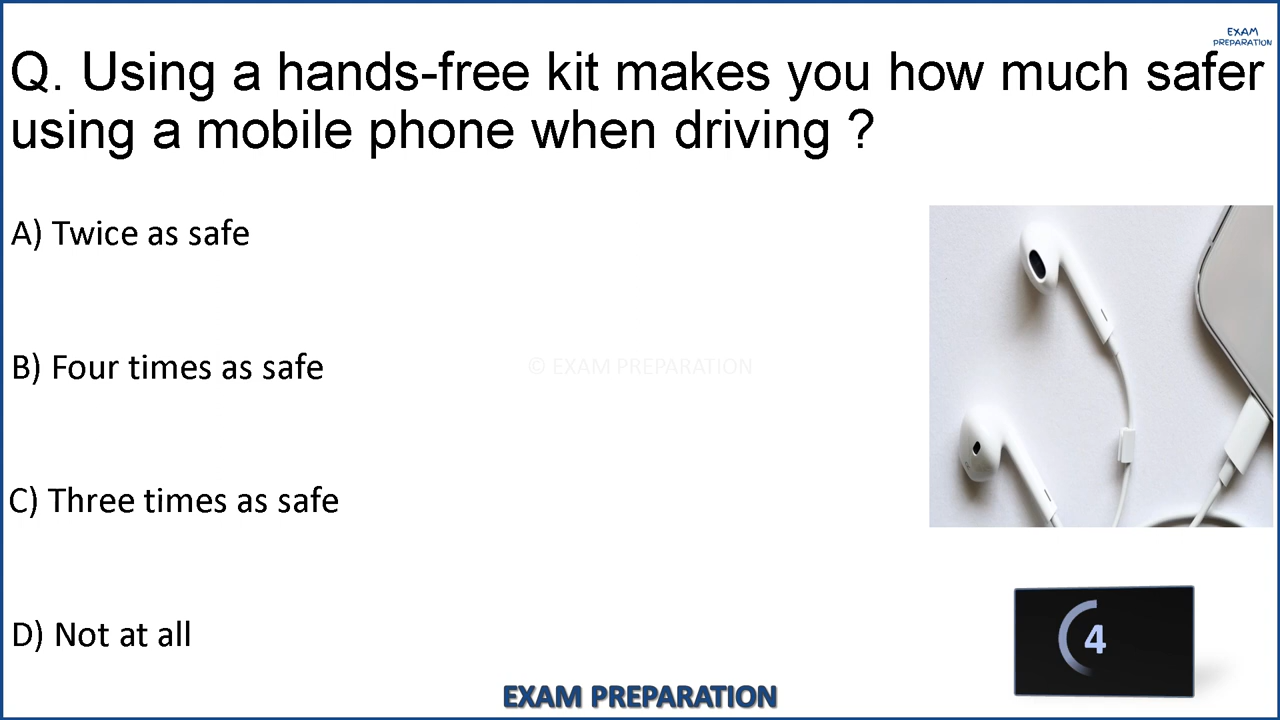 EXAM
PREPARATION
Q. Using a hands-free kit makes you how much safer
using a mobile phone when driving ?
A) Twice as safe
B) Four times as safe
© EXAM PREPARATION
C) Three times as safe
D) Not at all
4
EXAM PREPARATION